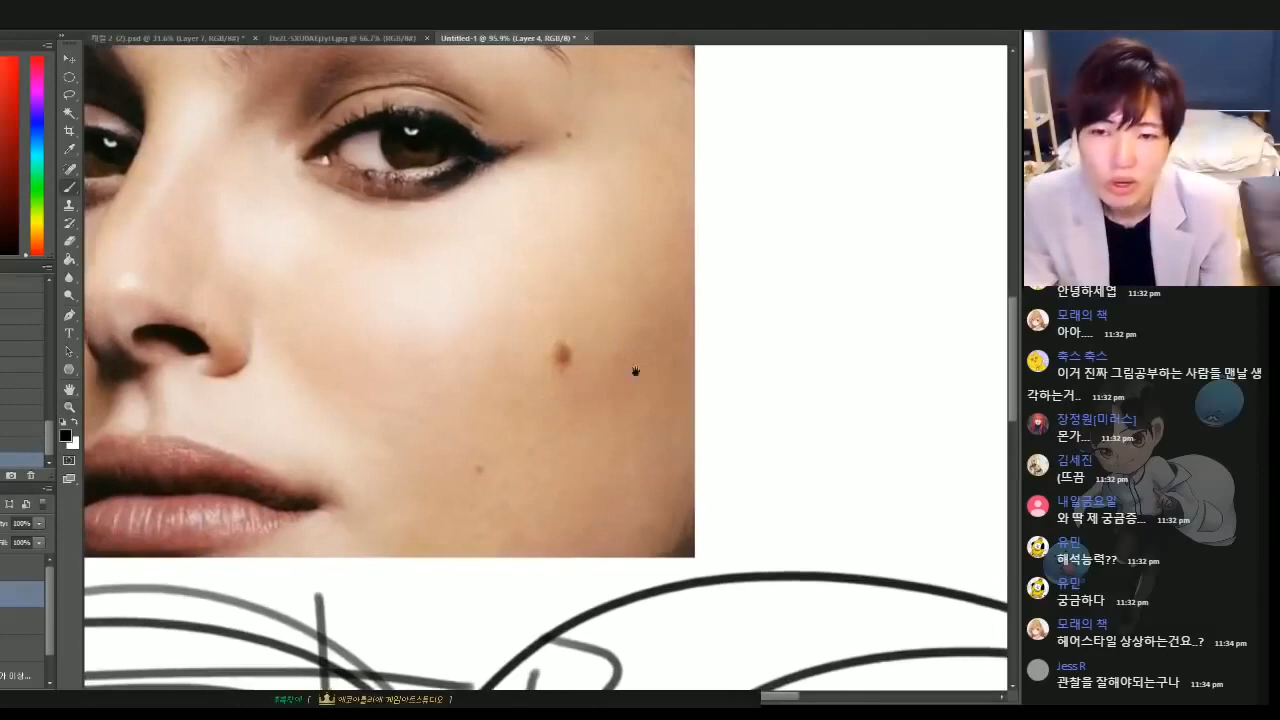 Untitled-1 @ 95.9% (Layer 4, RGB/8) *
안녕하세엽 11:32 pm
모래의 책
아아.... 11:32 pm
축스 축스
이거 진짜 그림공부하는 사람들 맨날 생
각하는거.. 11:32 pm
장정원[미러스]
몬가... 11:32 pm
김세진
(뜨끔 11:32 pm
내일금요일
와 딱 제 궁금증... 11:32 pm
유민
해석능력?? 11:32 pm
유민
궁금하다 11:32 pm
모래의 책
헤어스타일 상상하는건요..? 11:34 pm
Jess R
관찰을 잘해야되는구나 11:34 pm
100%
100%